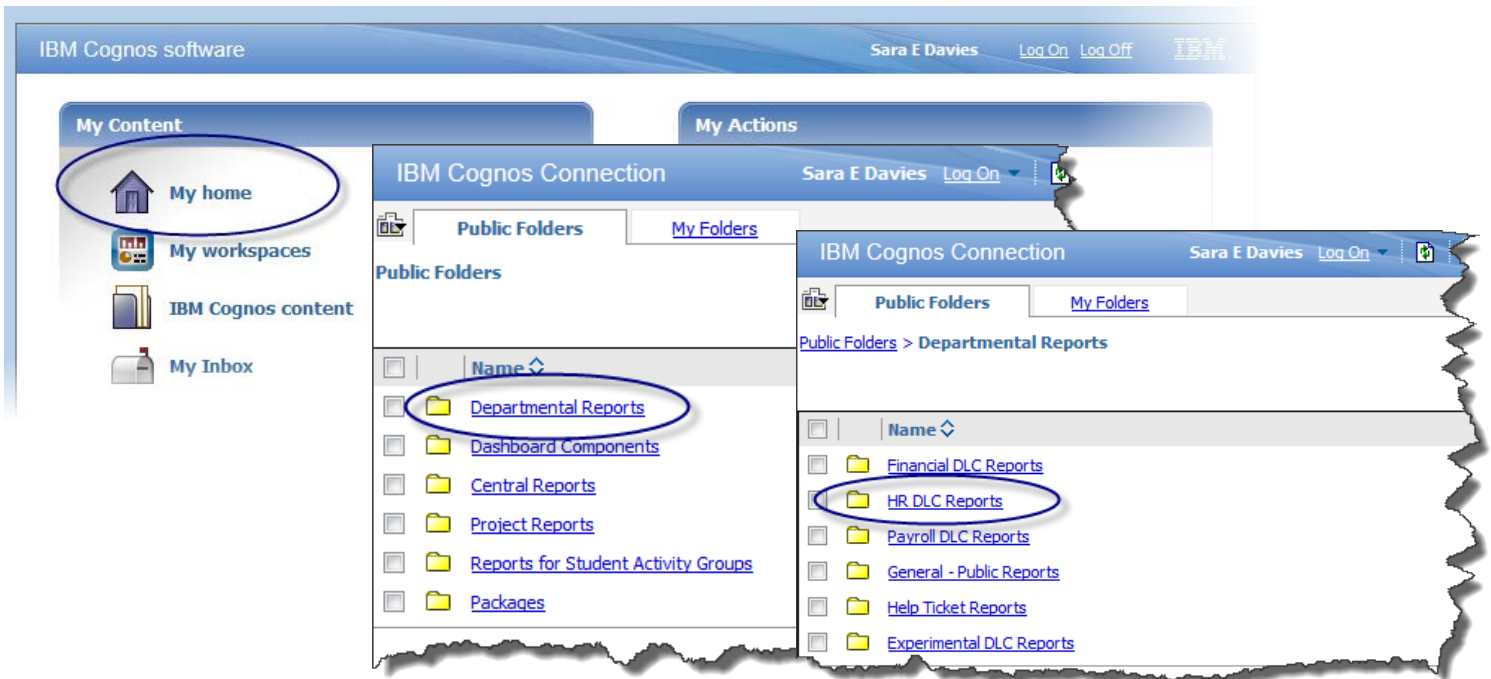 IBM Cognos software
Sara E Davies Log On Log Off IBM.
My Content
My Actions
My home
My workspaces
IBM Cognos content
My Inbox
IBM Cognos Connection
Sara E Davies Log On
Public Folders My Folders
Public Folders
Name
Departmental Reports
Dashboard Components
Central Reports
Project Reports
Reports for Student Activity Groups
Packages
IBM Cognos Connection
Sara E Davies Log On
Public Folders My Folders
Public Folders > Departmental Reports
Name
Financial DLC Reports
HR DLC Reports
Payroll DLC Reports
General - Public Reports
Help Ticket Reports
Experimental DLC Reports